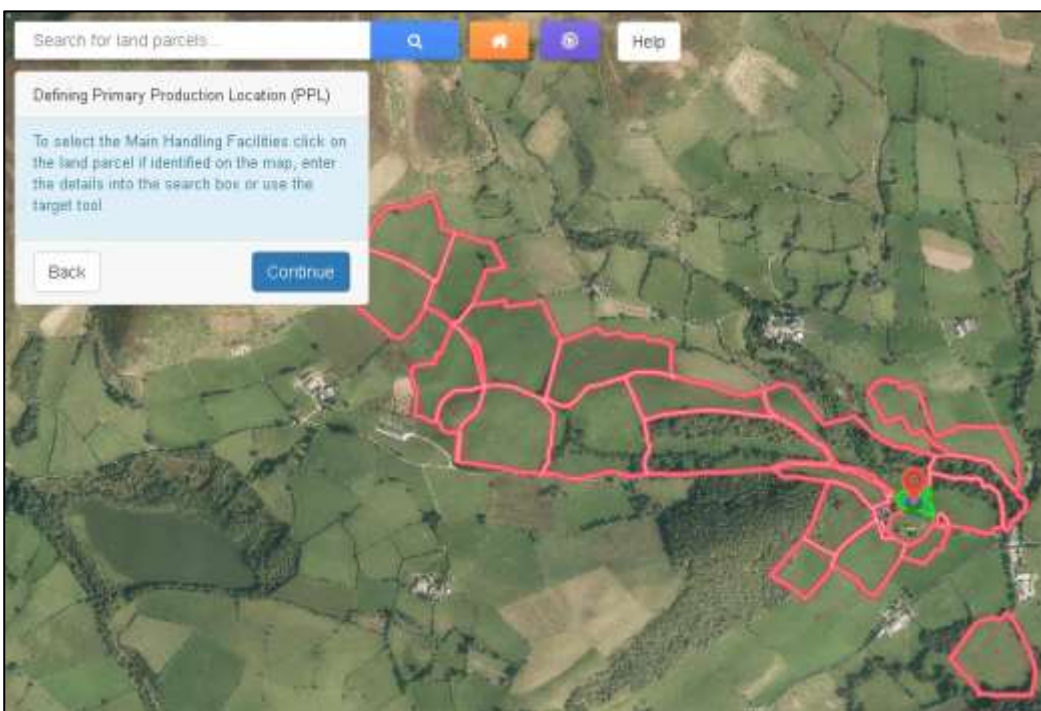 Search for land parcels...
Help
Defining Primary Production Location (PPL)
To select the Main Handling Facilities click on
the land parcel if identified on the map, enter
the details into the search box or use the
target tool
Back
Continue